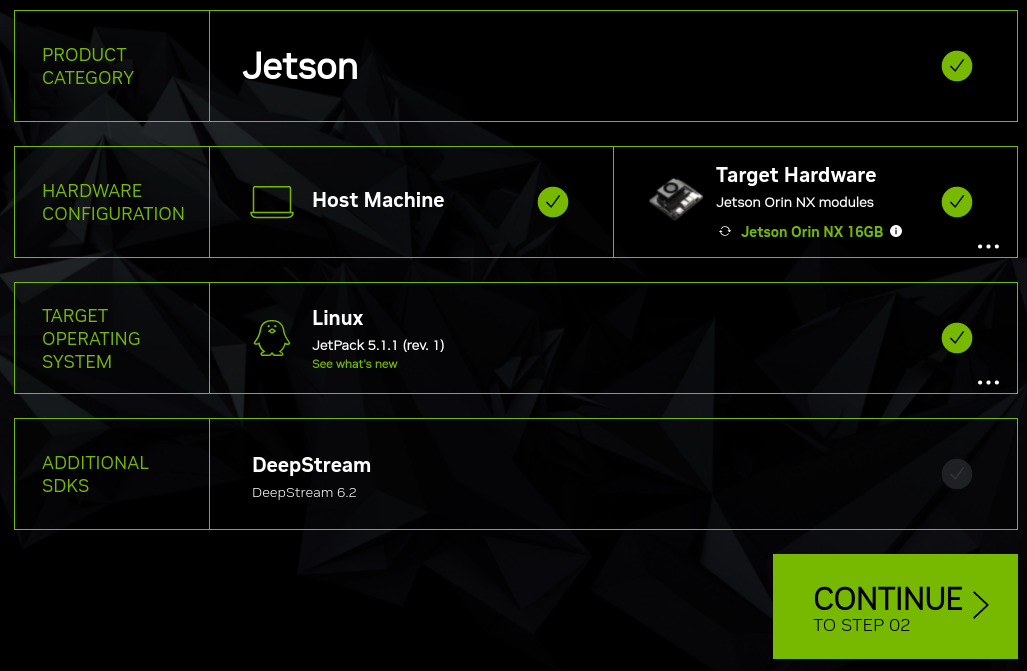 PRODUCT
CATEGORY
Jetson
HARDWARE
CONFIGURATION
Host Machine
Target Hardware
Jetson Orin NX modules
Jetson Orin NX 16GB
TARGET
OPERATING
SYSTEM
Linux
JetPack 5.1.1 (rev. 1)
See what's new
ADDITIONAL
SDKS
DeepStream
DeepStream 6.2
CONTINUE
TO STEP 02